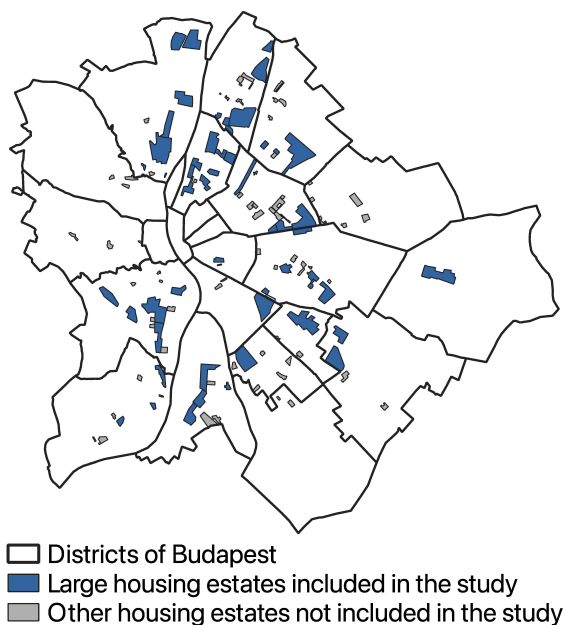 Districts of Budapest
Large housing estates included in the study
Other housing estates not included in the study